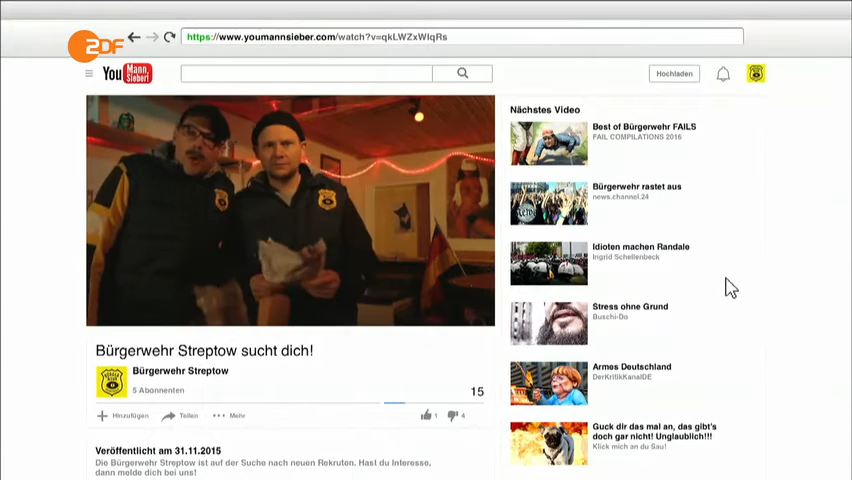 https://www.youmannsieber.com/watch?v=qkLWZxWIqRs
ZDF
You Mann, Sieber!
Hochladen
Nächstes Video
Best of Bürgerwehr FAILS
FAIL COMPILATIONS 2016
Bürgerwehr rastet aus
news.channel.24
Idioten machen Randale
Ingrid Schellenbeck
Stress ohne Grund
Buschi-Do
Armes Deutschland
DerKritikKanalDE
Guck dir das mal an, das gibt's
doch gar nicht! Unglaublich!!!
Klick mich an du Sau!
Bürgerwehr Streptow sucht dich!
Bürgerwehr Streptow
5 Abonnenten
15
Hinzufügen Teilen Mehr 1 4
Veröffentlicht am 31.11.2015
Die Bürgerwehr Streptow ist auf der Suche nach neuen Rekruten. Hast du Interesse,
dann melde dich bei uns!